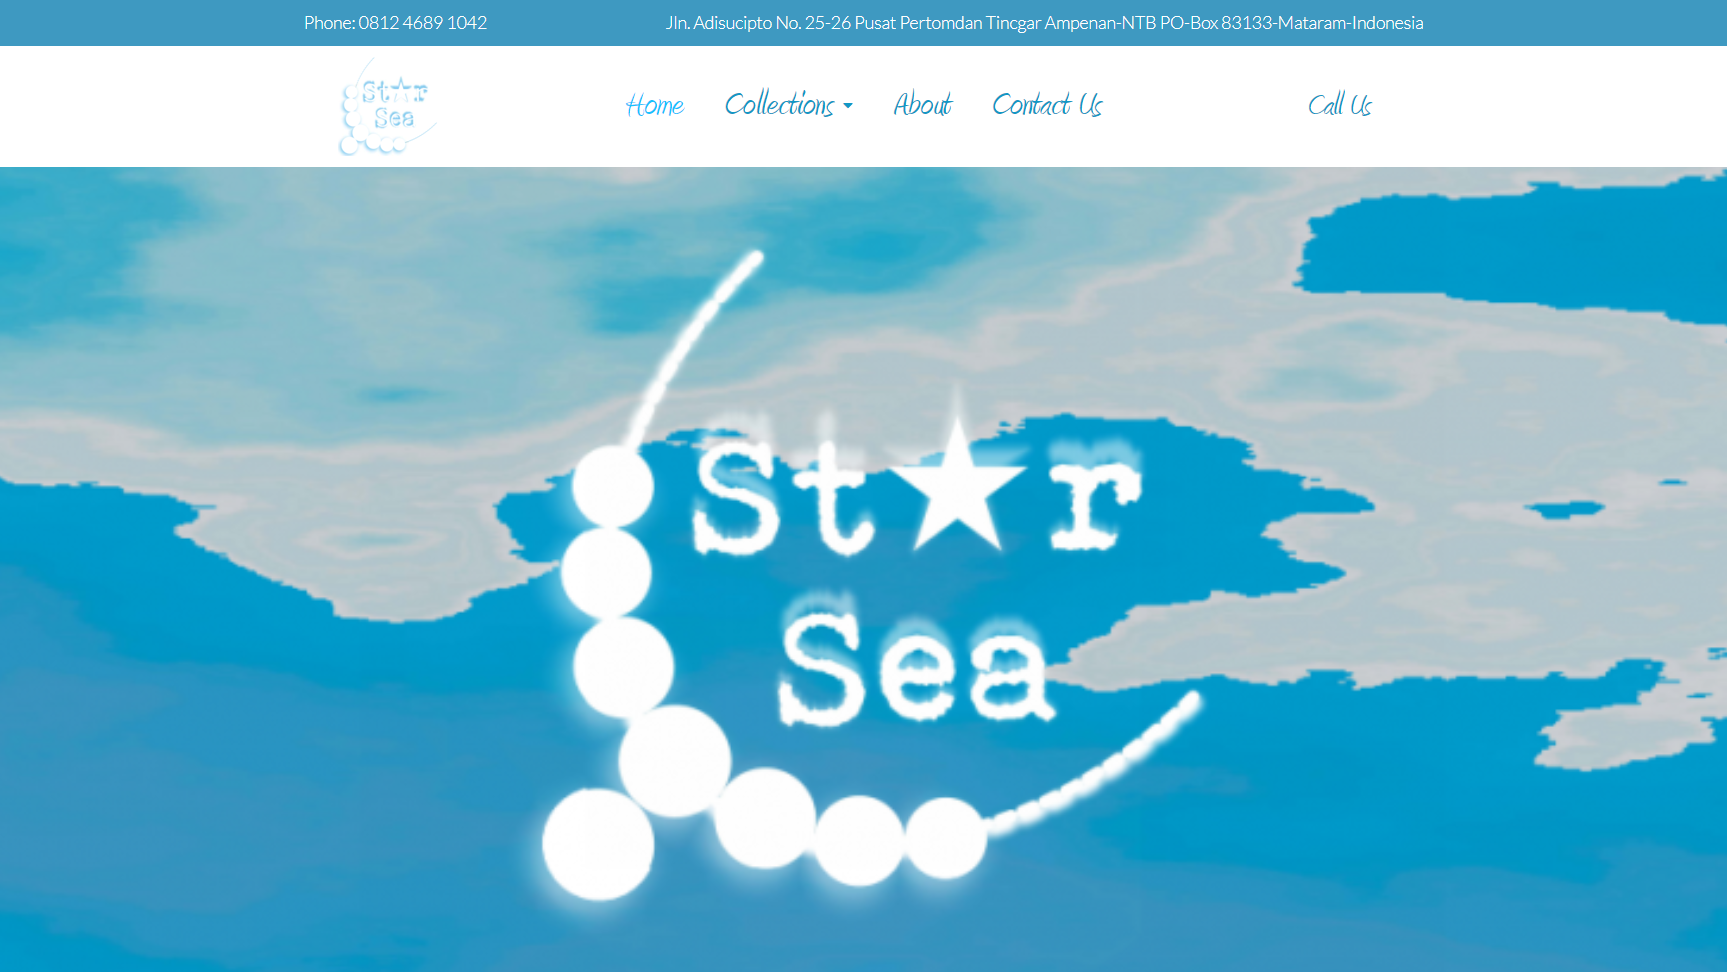 Phone: 0812 4689 1042
Jln. Adisucipto No. 25-26 Pusat Pertomdan Tincgar Ampenan-NTB PO-Box 83133-Mataram-Indonesia
St★r
Sea
Home
Collections
About
Contact Us
Call Us
St★r
Sea